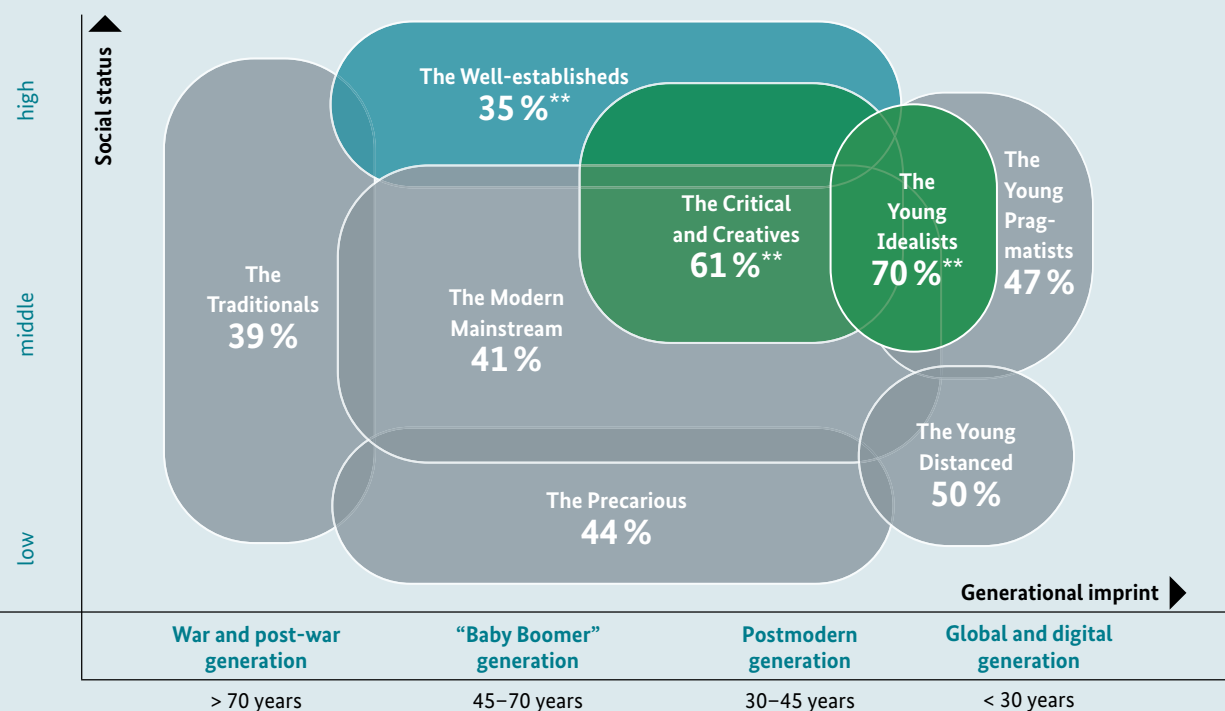 high
middle
low
Social status
The Well-establishds
35 %**
The Critical
and Creatives
61 %**
The
Young
Idealists
70 %**
The
Young
Prag-
matists
47 %
The
Traditionals
39 %
The Modern
Mainstream
41 %
The Young
Distanced
50 %
The Precarious
44 %
Generational imprint
War and post-war
generation
“Baby Boomer”
generation
Postmodern
generation
Global and digital
generation
> 70 years
45–70 years
30–45 years
< 30 years